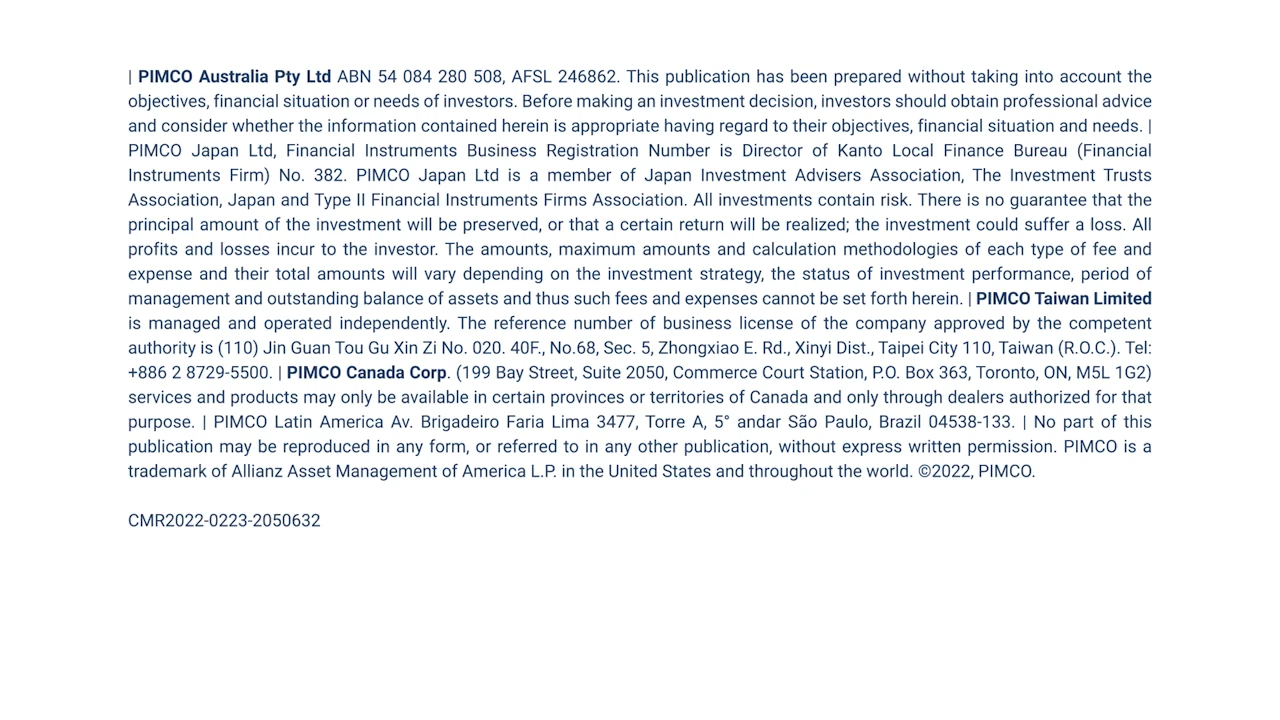 | PIMCO Australia Pty Ltd ABN 54 084 280 508, AFSL 246862. This publication has been prepared without taking into account the
objectives, financial situation or needs of investors. Before making an investment decision, investors should obtain professional advice
and consider whether the information contained herein is appropriate having regard to their objectives, financial situation and needs. |
PIMCO Japan Ltd, Financial Instruments Business Registration Number is Director of Kanto Local Finance Bureau (Financial
Instruments Firm) No. 382. PIMCO Japan Ltd is a member of Japan Investment Advisers Association, The Investment Trusts
Association, Japan and Type II Financial Instruments Firms Association. All investments contain risk. There is no guarantee that the
principal amount of the investment will be preserved, or that a certain return will be realized; the investment could suffer a loss. All
profits and losses incur to the investor. The amounts, maximum amounts and calculation methodologies of each type of fee and
expense and their total amounts will vary depending on the investment strategy, the status of investment performance, period of
management and outstanding balance of assets and thus such fees and expenses cannot be set forth herein. | PIMCO Taiwan Limited
is managed and operated independently. The reference number of business license of the company approved by the competent
authority is (110) Jin Guan Tou Gu Xin Zi No. 020. 40F., No.68, Sec. 5, Zhongxiao E. Rd., Xinyi Dist., Taipei City 110, Taiwan (R.O.C.). Tel:
+886 2 8729-5500. | PIMCO Canada Corp. (199 Bay Street, Suite 2050, Commerce Court Station, P.O. Box 363, Toronto, ON, M5L 1G2)
services and products may only be available in certain provinces or territories of Canada and only through dealers authorized for that
purpose. | PIMCO Latin America Av. Brigadeiro Faria Lima 3477, Torre A, 5° andar São Paulo, Brazil 04538-133. | No part of this
publication may be reproduced in any form, or referred to in any other publication, without express written permission. PIMCO is a
trademark of Allianz Asset Management of America L.P. in the United States and throughout the world. ©2022, PIMCO.
CMR2022-0223-2050632